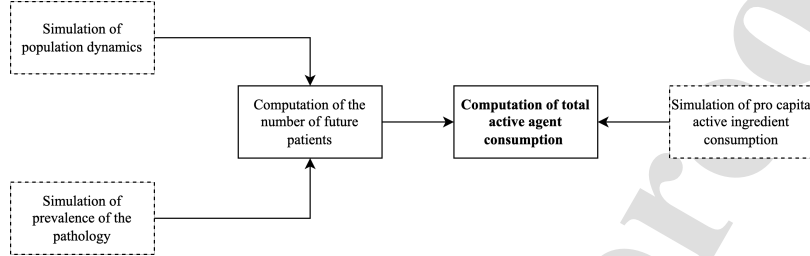 Simulation of
population dynamics
Computation of the
number of future
patients
Computation of total
active agent
consumption
Simulation of pro capita
active ingredient
consumption
Simulation of
prevalence of the
pathology